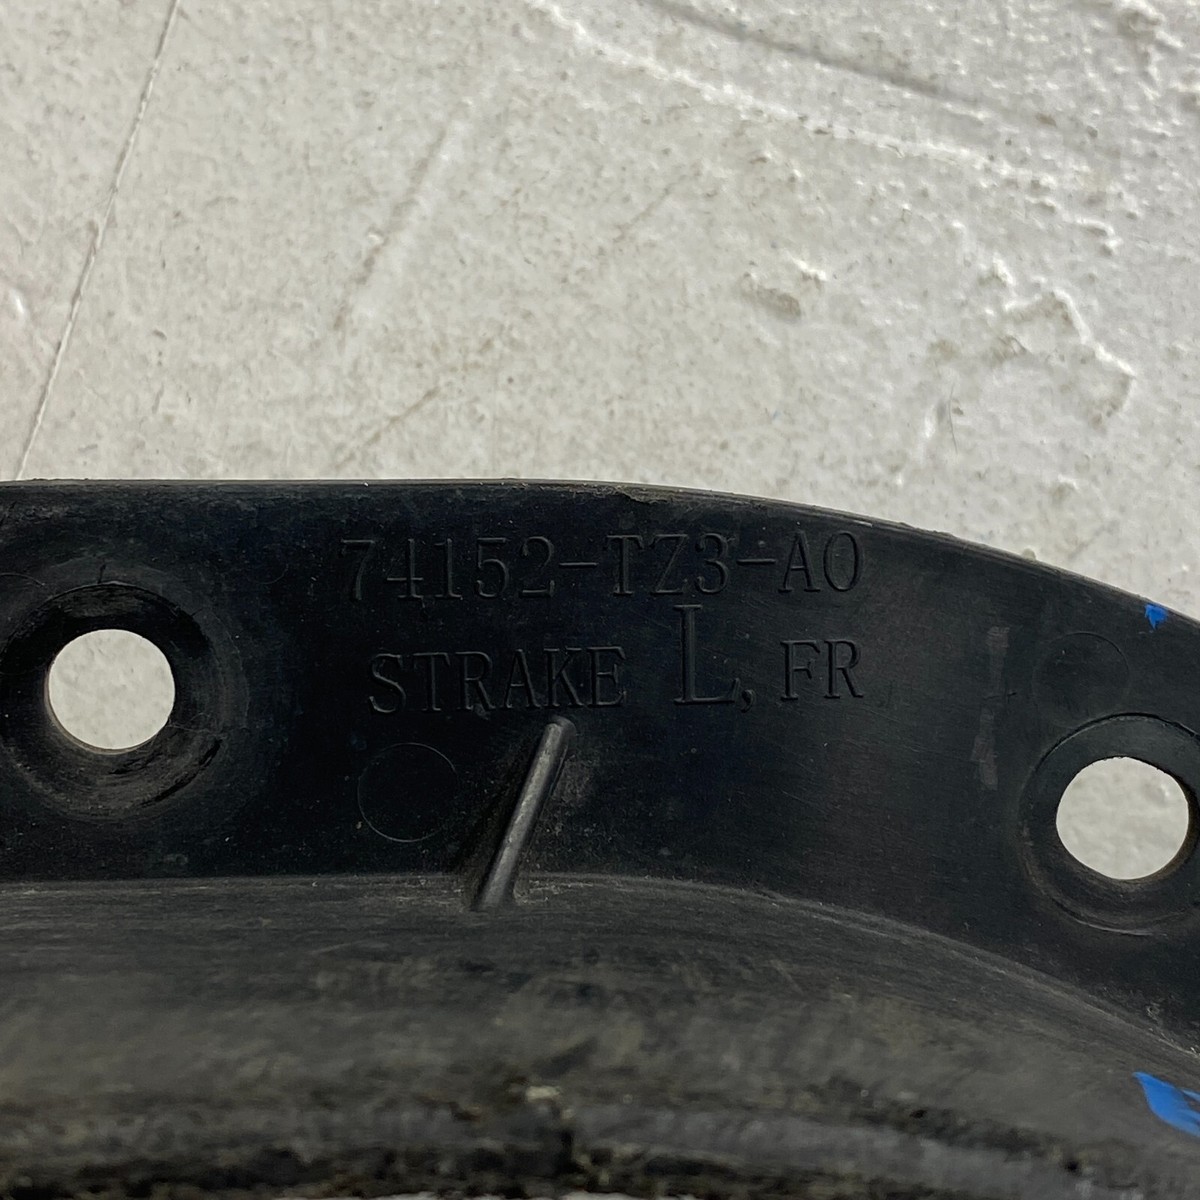 74152-TZ3-A0
STRAKE L, FR